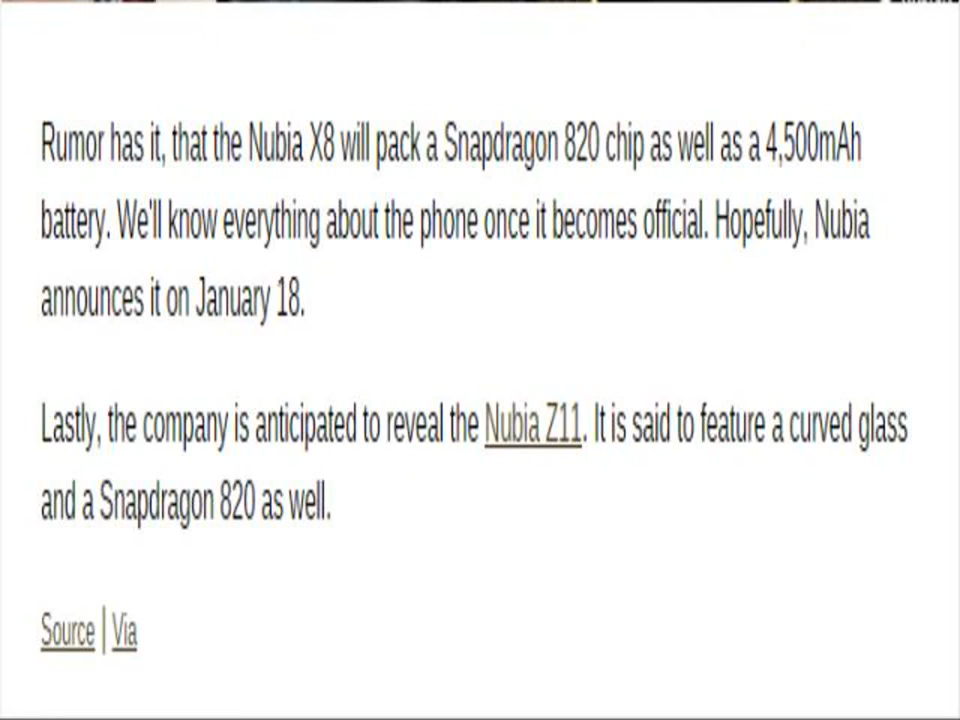 Rumor has it, that the Nubia X8 will pack a Snapdragon 820 chip as well as a 4,500mAh
battery. We'll know everything about the phone once it becomes official. Hopefully, Nubia
announces it on January 18.
Lastly, the company is anticipated to reveal the Nubia Z11. It is said to feature a curved glass
and a Snapdragon 820 as well.
Source | Via